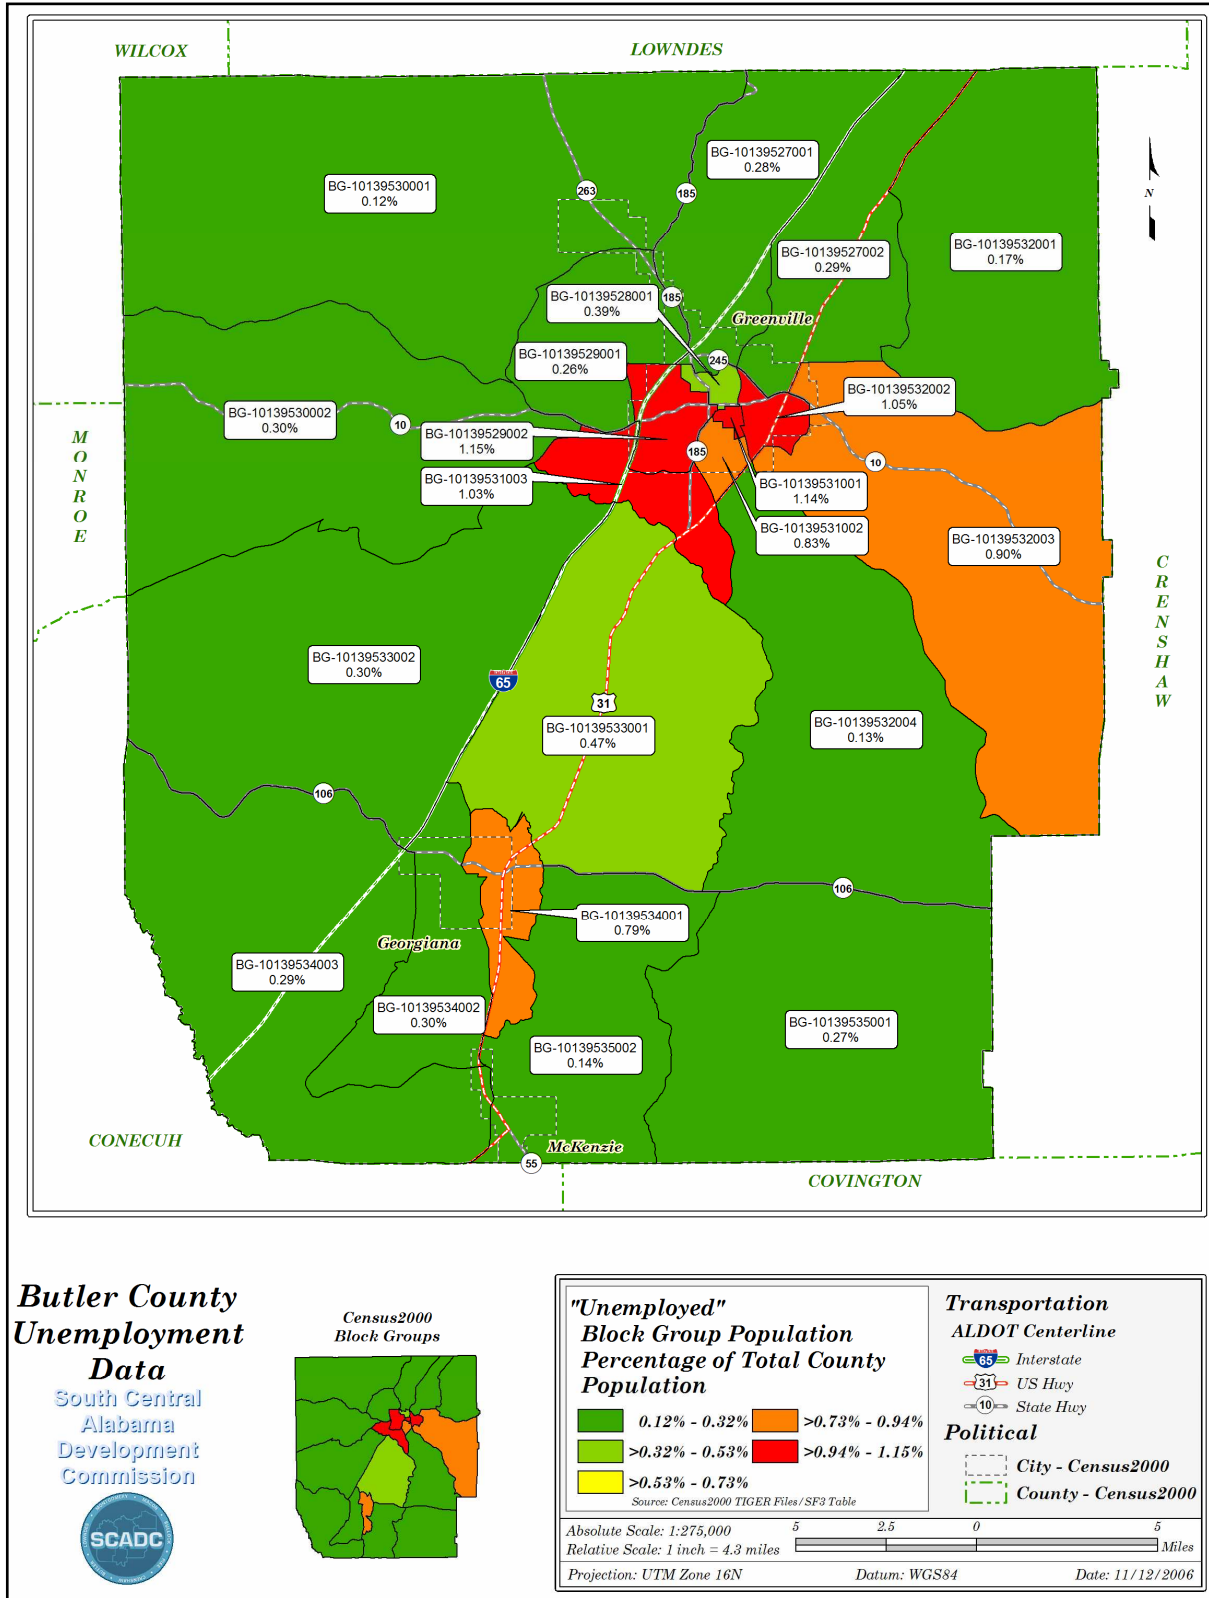 WILCOX
LOWNDES
BG-10139527001
0.28%
BG-10139530001
0.12%
263
185
N
BG-10139532001
0.17%
BG-10139527002
0.29%
BG-10139528001
0.39%
185
Greenville
BG-10139529001
0.26%
245
BG-10139532002
1.05%
BG-10139530002
0.30%
10
BG-10139529002
1.15%
185
10
M
O
N
R
O
E
BG-10139531003
1.03%
BG-10139531001
1.14%
BG-10139531002
0.83%
BG-10139532003
0.90%
C
R
E
N
S
H
A
W
BG-10139533002
0.30%
65
31
BG-10139533001
0.47%
BG-10139532004
0.13%
106
106
BG-10139534001
0.79%
Georgiana
BG-10139534003
0.29%
BG-10139534002
0.30%
BG-10139535001
0.27%
BG-10139535002
0.14%
CONECUH
McKenzie
55
COVINGTON
Butler County
Unemployment
Data
South Central
Alabama
Development
Commission
SCADC
Census2000
Block Groups
"Unemployed"
Block Group Population
Percentage of Total County
Population
0.12% - 0.32%
>0.73% - 0.94%
>0.32% - 0.53%
>0.94% - 1.15%
>0.53% - 0.73%
Source: Census2000 TIGER Files/SF3 Table
Transportation
ALDOT Centerline
65 Interstate
31 US Hwy
10 State Hwy
Political
City - Census2000
County - Census2000
Absolute Scale: 1:275,000
Relative Scale: 1 inch = 4.3 miles
5 2.5 0 5
Miles
Projection: UTM Zone 16N Datum: WGS84 Date: 11/12/2006